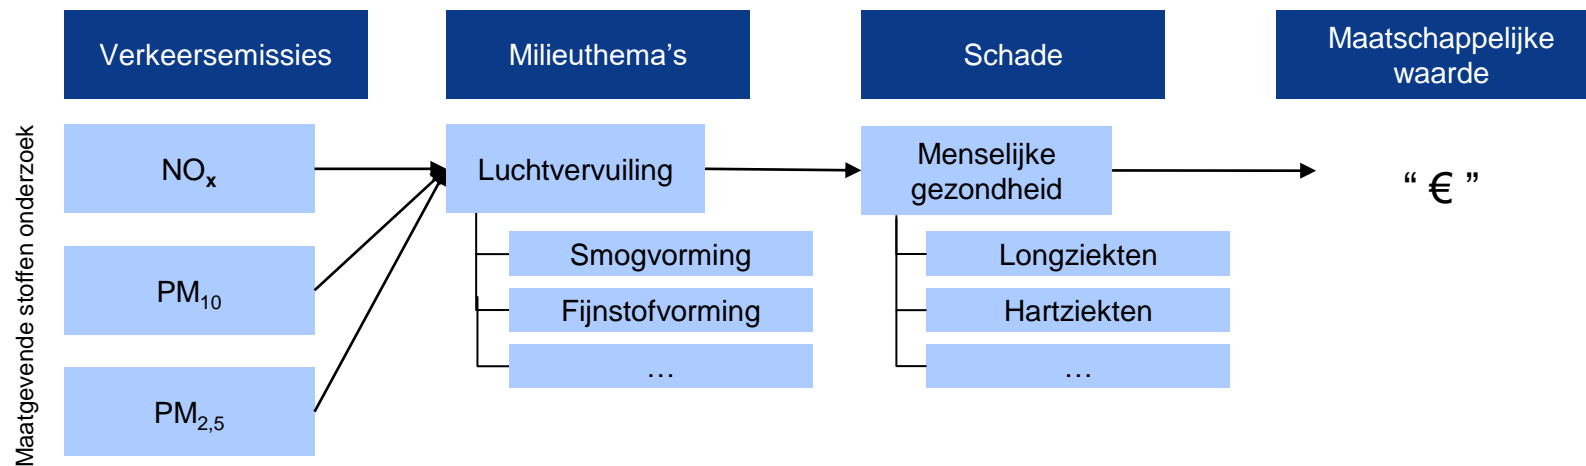 Verkeersemissies
Milieuthema's
Schade
Maatschappelijke
waarde
Maatgevende stoffen onderzoek
NOx
PM10
PM2,5
Luchtvervuiling
Smogvorming
Fijnstofvorming
…
Menselijke
gezondheid
Longziekten
Hartziekten
…
“ € ”